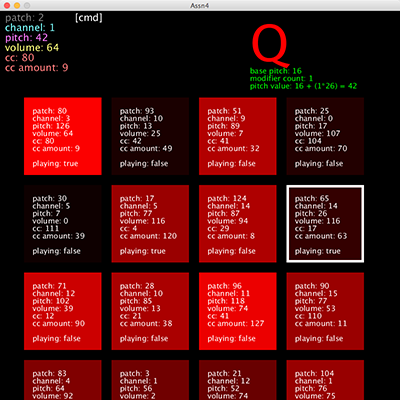 Assn4
patch: 2 [cmd]
channel: 1
pitch: 42
volume: 64
cc: 80
cc amount: 9
Q
base pitch: 16
modifier count: 1
pitch value: 16 + (1*26) = 42
patch: 80
channel: 3
pitch: 126
volume: 64
cc: 80
cc amount: 9
playing: true
patch: 93
channel: 10
pitch: 13
volume: 25
cc: 42
cc amount: 49
playing: false
patch: 51
channel: 9
pitch: 89
volume: 7
cc: 41
cc amount: 32
playing: false
patch: 25
channel: 0
pitch: 17
volume: 107
cc: 104
cc amount: 70
playing: false
patch: 30
channel: 5
pitch: 7
volume: 0
cc: 111
cc amount: 39
playing: false
patch: 17
channel: 5
pitch: 77
volume: 116
cc: 4
cc amount: 120
playing: true
patch: 124
channel: 14
pitch: 87
volume: 94
cc: 29
cc amount: 8
playing: false
patch: 65
channel: 14
pitch: 26
volume: 116
cc: 17
cc amount: 63
playing: true
patch: 71
channel: 12
pitch: 102
volume: 39
cc: 12
cc amount: 90
playing: false
patch: 28
channel: 10
pitch: 85
volume: 13
cc: 21
cc amount: 38
playing: false
patch: 96
channel: 11
pitch: 118
volume: 74
cc: 41
cc amount: 127
playing: false
patch: 90
channel: 15
pitch: 77
volume: 53
cc: 110
cc amount: 11
playing: false
patch: 83
channel: 4
pitch: 64
volume: 92
patch: 3
channel: 1
pitch: 56
volume: 2
patch: 21
channel: 12
pitch: 52
volume: 74
patch: 104
channel: 1
pitch: 76
volume: 75